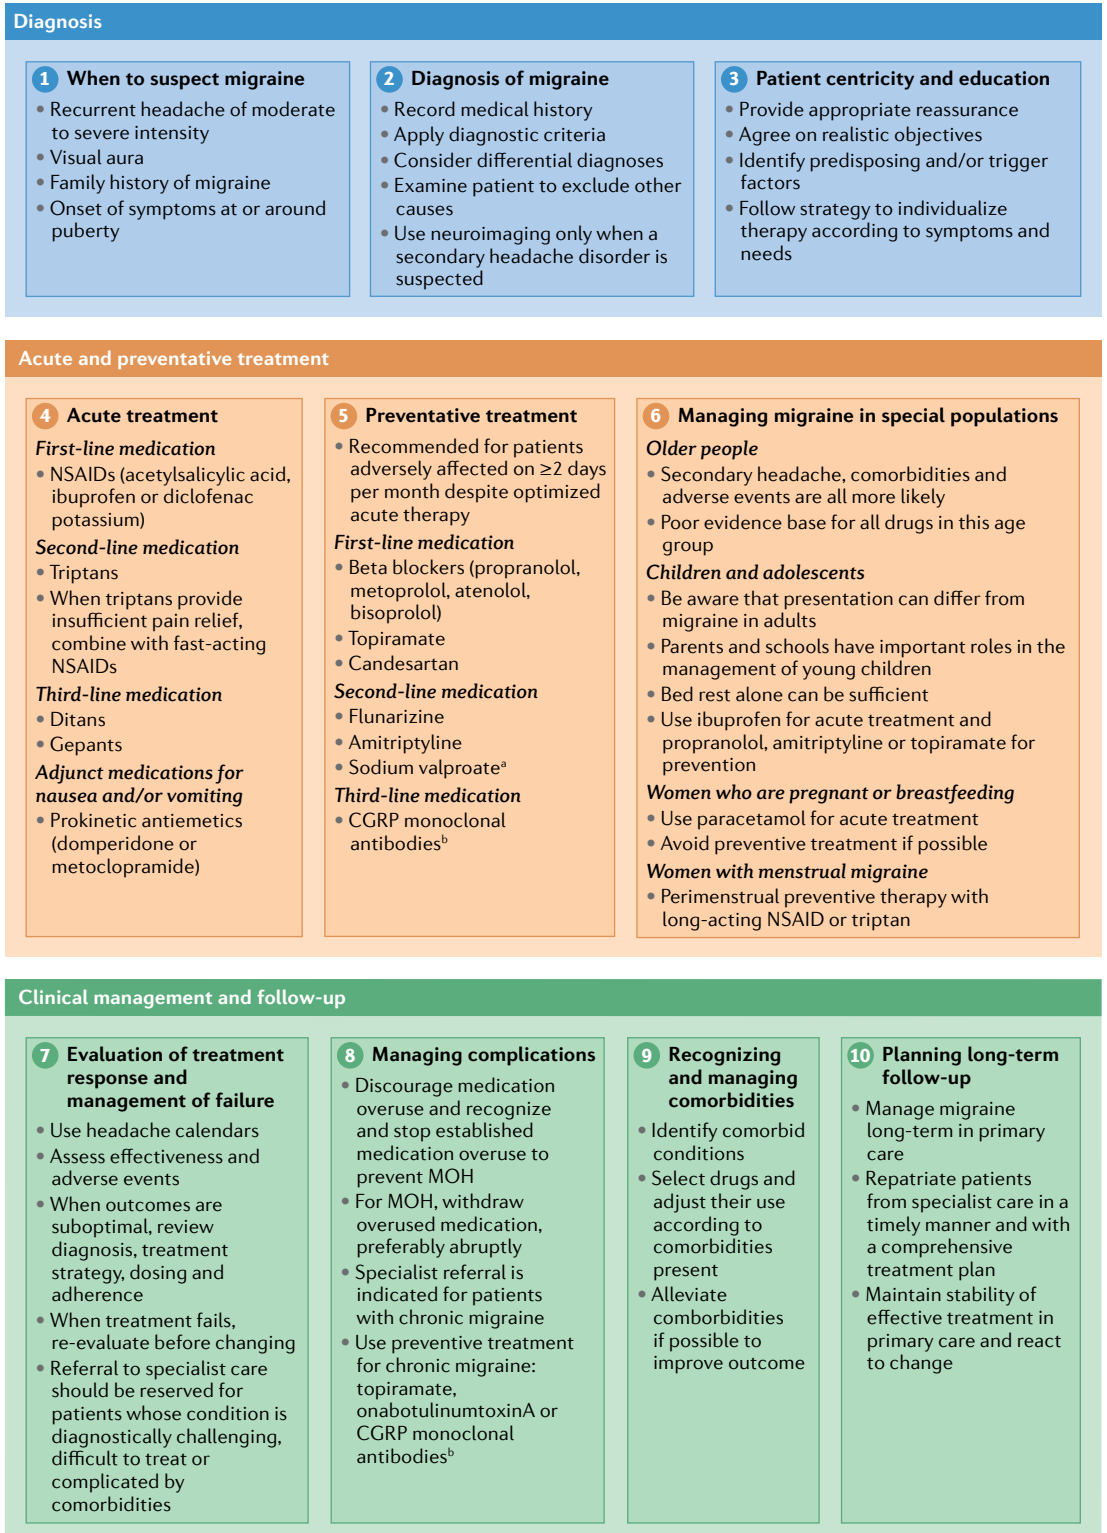 Diagnosis
1 When to suspect migraine
• Recurrent headache of moderate
to severe intensity
• Visual aura
• Family history of migraine
• Onset of symptoms at or around
puberty
2 Diagnosis of migraine
• Record medical history
• Apply diagnostic criteria
• Consider differential diagnoses
• Examine patient to exclude other
causes
• Use neuroimaging only when a
secondary headache disorder is
suspected
3 Patient centricity and education
• Provide appropriate reassurance
• Agree on realistic objectives
• Identify predisposing and/or trigger
factors
• Follow strategy to individualize
therapy according to symptoms and
needs
Acute and preventative treatment
4 Acute treatment
First-line medication
• NSAIDs (acetylsalicylic acid,
ibuprofen or diclofenac
potassium)
Second-line medication
• Triptans
• When triptans provide
insufficient pain relief,
combine with fast-acting
NSAIDs
Third-line medication
• Ditans
• Gepants
Adjunct medications for
nausea and/or vomiting
• Prokinetic antiemetics
(domperidone or
metoclopramide)
5 Preventative treatment
• Recommended for patients
adversely affected on ≥2 days
per month despite optimized
acute therapy
First-line medication
• Beta blockers (propranolol,
metoprolol, atenolol,
bisoprolol)
• Topiramate
• Candesartan
Second-line medication
• Flunarizine
• Amitriptyline
• Sodium valproateᵃ
Third-line medication
• CGRP monoclonal
antibodiesᵇ
6 Managing migraine in special populations
Older people
• Secondary headache, comorbidities and
adverse events are all more likely
• Poor evidence base for all drugs in this age
group
Children and adolescents
• Be aware that presentation can differ from
migraine in adults
• Parents and schools have important roles in the
management of young children
• Bed rest alone can be sufficient
• Use ibuprofen for acute treatment and
propranolol, amitriptyline or topiramate for
prevention
Women who are pregnant or breastfeeding
• Use paracetamol for acute treatment
• Avoid preventive treatment if possible
Women with menstrual migraine
• Perimenstrual preventive therapy with
long-acting NSAID or triptan
Clinical management and follow-up
7 Evaluation of treatment
response and
management of failure
• Use headache calendars
• Assess effectiveness and
adverse events
• When outcomes are
suboptimal, review
diagnosis, treatment
strategy, dosing and
adherence
• When treatment fails,
re-evaluate before changing
• Referral to specialist care
should be reserved for
patients whose condition is
diagnostically challenging,
difficult to treat or
complicated by
comorbidities
8 Managing complications
• Discourage medication
overuse and recognize
and stop established
medication overuse to
prevent MOH
• For MOH, withdraw
overused medication,
preferably abruptly
• Specialist referral is
indicated for patients
with chronic migraine
• Use preventive treatment
for chronic migraine:
topiramate,
onabotulinumtoxinA or
CGRP monoclonal
antibodiesᵇ
9 Recognizing
and managing
comorbidities
• Identify comorbid
conditions
• Select drugs and
adjust their use
according to
comorbidities
present
• Alleviate
comborbidities
if possible to
improve outcome
10 Planning long-term
follow-up
• Manage migraine
long-term in primary
care
• Repatriate patients
from specialist care in a
timely manner and with
a comprehensive
treatment plan
• Maintain stability of
effective treatment in
primary care and react
to change